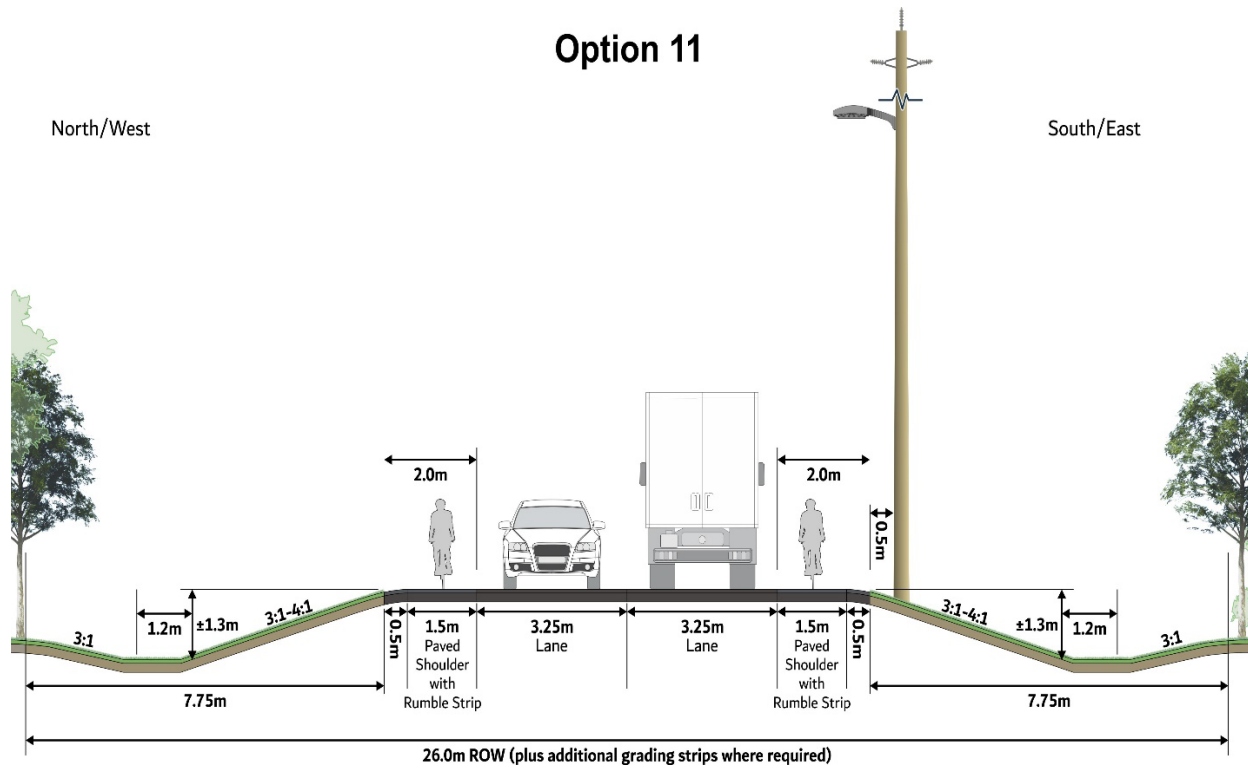 Option 11
North/West
South/East
2.0m
2.0m
0.5m
3:1
1.2m
±1.3m
3:1-4:1
0.5m
1.5m
Paved
Shoulder
with
Rumble Strip
3.25m
Lane
3.25m
Lane
1.5m
Paved
Shoulder
with
Rumble Strip
0.5m
3:1-4:1
±1.3m
1.2m
3:1
7.75m
7.75m
26.0m ROW (plus additional grading strips where required)